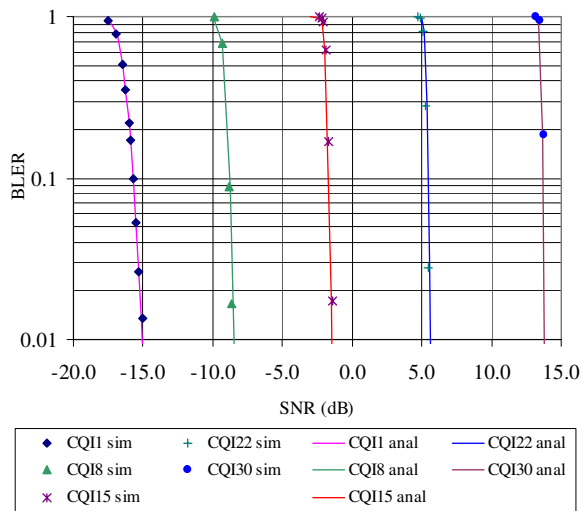 1
0.1
0.01
BLER
-20.0 -15.0 -10.0 -5.0 0.0 5.0 10.0 15.0
SNR (dB)
CQI1 sim CQI22 sim CQI1 anal CQI22 anal
CQI8 sim CQI30 sim CQI8 anal CQI30 anal
CQI15 sim CQI15 anal